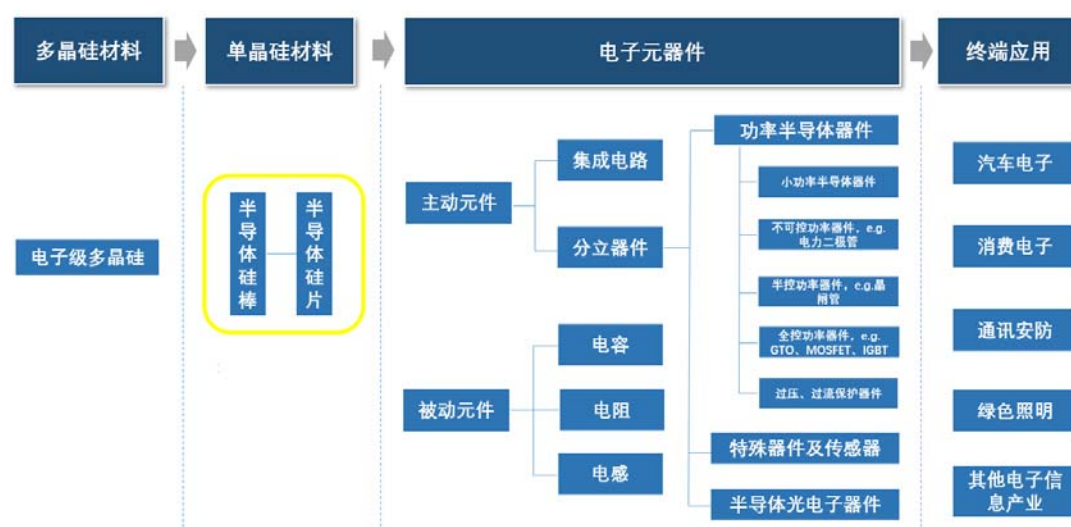 多晶硅材料
单晶硅材料
电子元器件
终端应用
电子级多晶硅
半导体硅棒
半导体硅片
主动元件
集成电路
分立器件
被动元件
电容
电阻
电感
功率半导体器件
小功率半导体器件
不可控功率器件，e.g.
电力二极管
半控功率器件，e.g.晶
闸管
全控功率器件，e.g.
GTO、MOSFET、IGBT
过压、过流保护器件
特殊器件及传感器
半导体光电子器件
汽车电子
消费电子
通讯安防
绿色照明
其他电子信
息产业